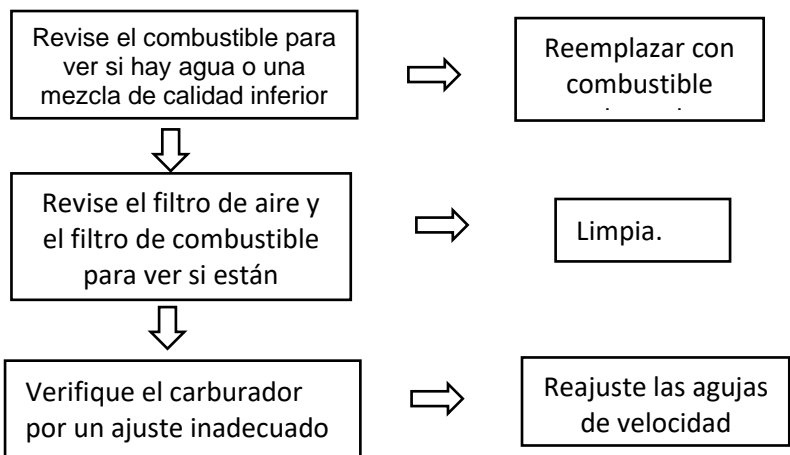 Revise el combustible para
ver si hay agua o una
mezcla de calidad inferior
Reemplazar con
combustible
Revise el filtro de aire y
el filtro de combustible
para ver si están
Limpia.
Verifique el carburador
por un ajuste inadecuado
Reajuste las agujas
de velocidad